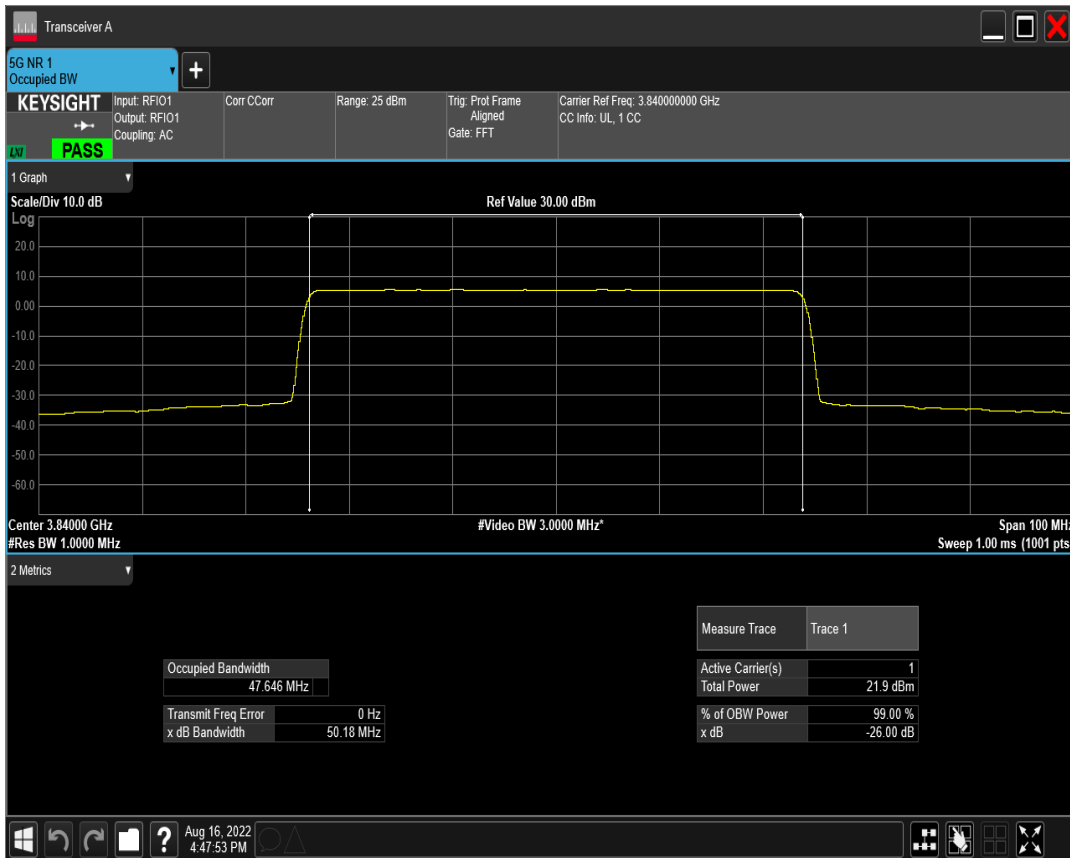 Transceiver A
5G NR 1
Occupied BW
KEYSIGHT
LXI
PASS
Input: RFIO1
Output: RFIO1
Coupling: AC
Corr CCorr
Range: 25 dBm
Trig: Prot Frame
Aligned
Gate: FFT
Carrier Ref Freq: 3.840000000 GHz
CC Info: UL, 1 CC
1 Graph
Scale/Div 10.0 dB
Ref Value 30.00 dBm
Log
20.0
10.0
0.00
-10.0
-20.0
-30.0
-40.0
-50.0
-60.0
Center 3.84000 GHz
#Video BW 3.0000 MHz*
Span 100 MHz
#Res BW 1.0000 MHz
Sweep 1.00 ms (1001 pts
2 Metrics
Measure Trace
Trace 1
Occupied Bandwidth
47.646 MHz
Active Carrier(s) 1
Total Power 21.9 dBm
Transmit Freq Error 0 Hz
x dB Bandwidth 50.18 MHz
% of OBW Power 99.00 %
x dB -26.00 dB
?
Aug 16, 2022
4:47:53 PM